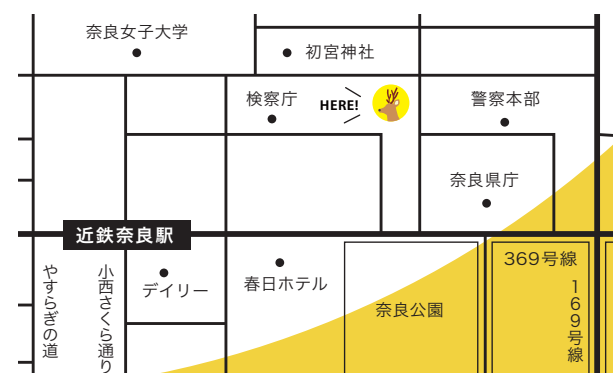 奈良女子大学
初宮神社
検察庁
HERE!
警察本部
奈良県庁
近鉄奈良駅
369号線
169号線
やすらぎの道
小西さくら通り
デイリー
春日ホテル
奈良公園